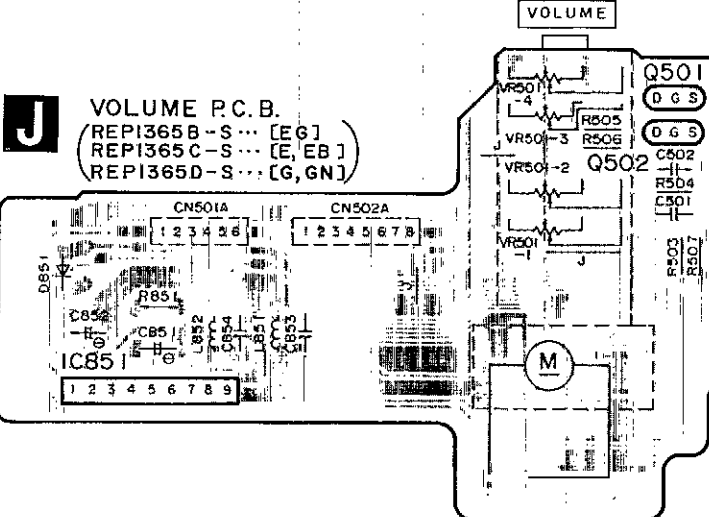 VOLUME
J
VOLUME P.C.B.
REP1365B-S··· [EG]
REP1365C-S··· [E, EB]
REP1365D-S··· [G, GN]
Q501
D G S
D G S
Q502
VR501
-4
R505
VR501-3
R506
VR501-2
C502
R504
C501
VR501
-1
R503
R507
J
CN501A
1 2 3 4 5 6
CN502A
1 2 3 4 5 6 7 8
J
D851
R851
C852
C851
L852
C854
L851
C853
IC851
1 2 3 4 5 6 7 8 9
M